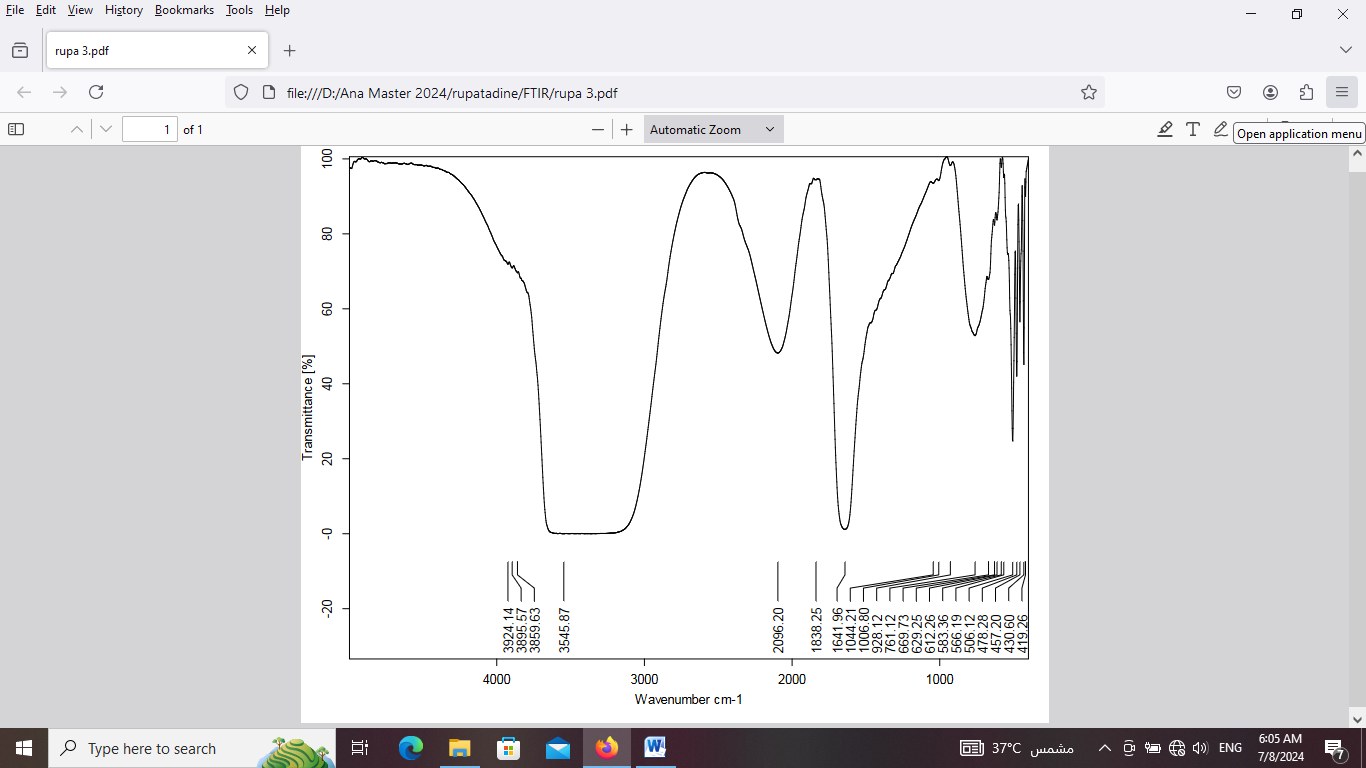 File Edit View History Bookmarks Tools Help
rupa 3.pdf
file:///D:/Ana Master 2024/rupatadine/FTIR/rupa 3.pdf
1 of 1
Automatic Zoom
Open application menu
100
80
60
40
20
-0
-20
Transmittance [%]
3924.14
3895.57
3859.63
3545.87
2096.20
1838.25
1641.96
1044.21
1006.80
928.12
761.12
669.73
629.25
612.26
583.36
566.19
506.12
478.28
457.20
430.60
419.26
4000 3000 2000 1000
Wavenumber cm-1
Type here to search
37°C مشمس
ENG
6:05 AM
7/8/2024
7